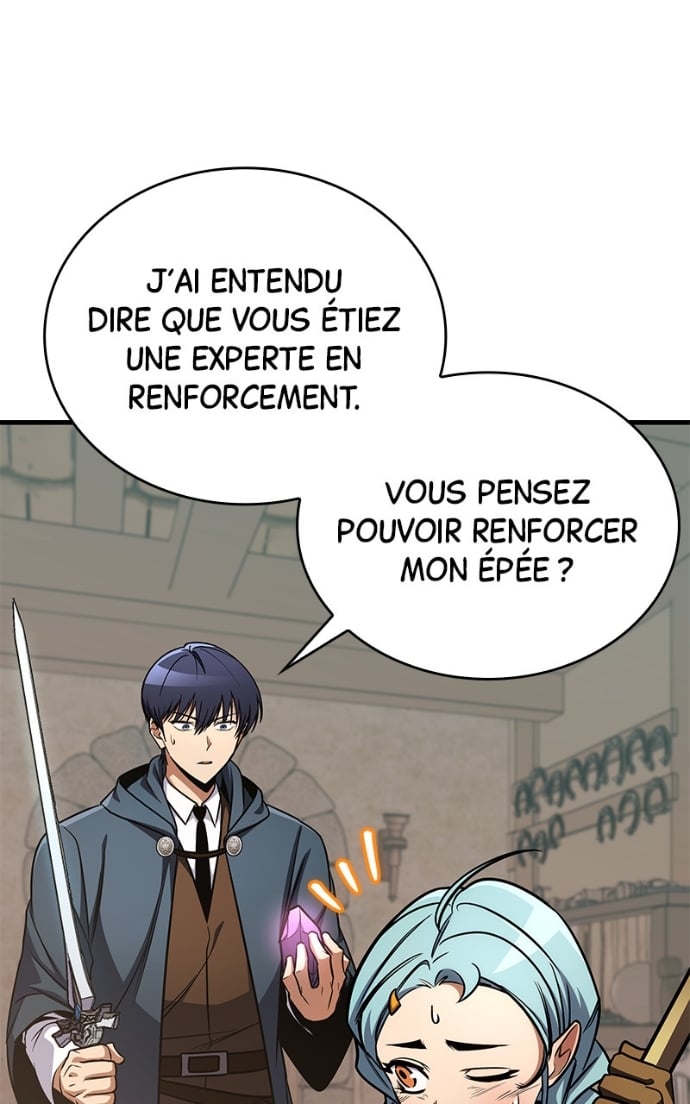 J'AI ENTENDU
DIRE QUE VOUS ÉTIEZ
UNE EXPERTE EN
RENFORCEMENT.
VOUS PENSEZ
POUVOIR RENFORCER
MON ÉPÉE ?